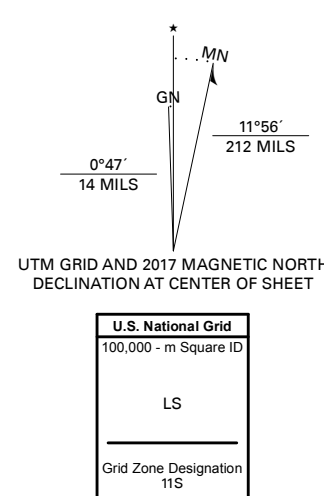 ★
MN
GN
11°56´
212 MILS
0°47´
14 MILS
UTM GRID AND 2017 MAGNETIC NORTH
DECLINATION AT CENTER OF SHEET
U.S. National Grid
100,000 - m Square ID
LS
Grid Zone Designation
11S